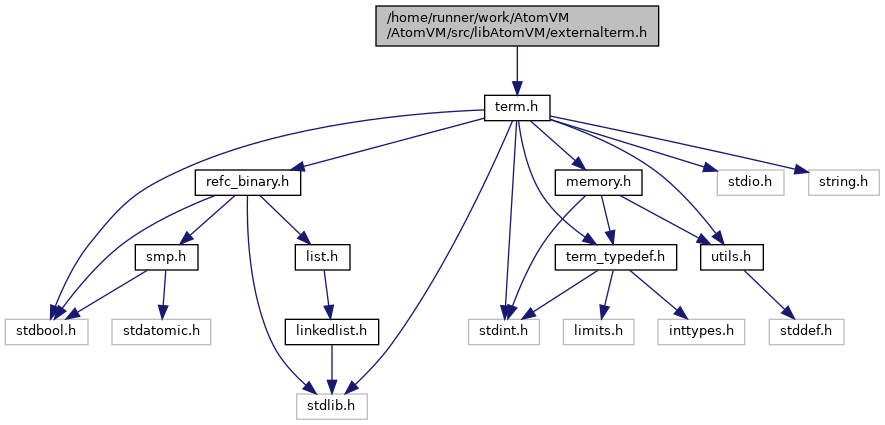 /home/runner/work/AtomVM
/AtomVM/src/libAtomVM/externalterm.h
term.h
refc_binary.h
memory.h
stdio.h
string.h
smp.h
list.h
term_typedef.h
utils.h
stdbool.h
stdatomic.h
linkedlist.h
stdint.h
limits.h
inttypes.h
stddef.h
stdlib.h